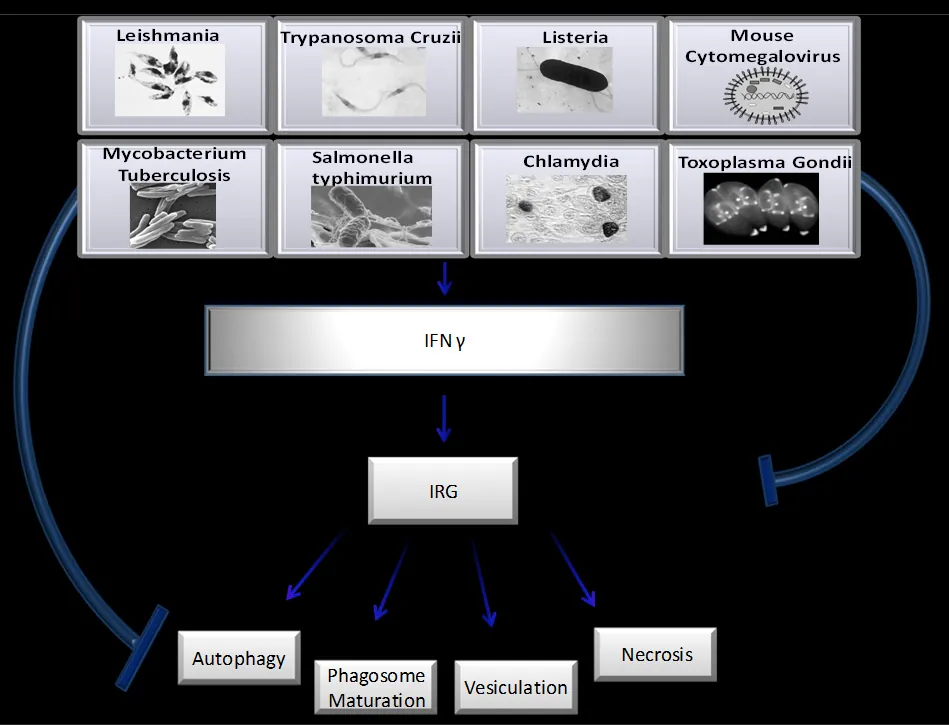 Leishmania
Trypanosoma Cruzii
Listeria
Mouse
Cytomegalovirus
Mycobacterium
Tuberculosis
Salmonella
typhimurium
Chlamydia
Toxoplasma Gondii
IFN γ
IRG
Autophagy
Phagosome
Maturation
Vesiculation
Necrosis